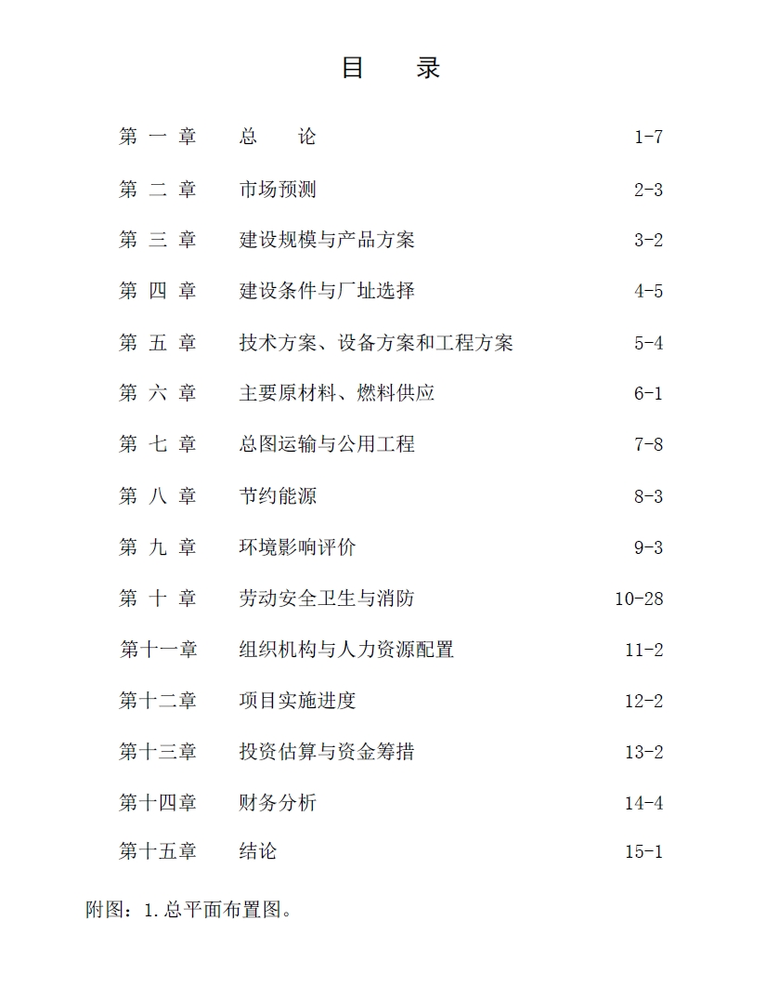 目 录
第 一 章 总 论 1-7
第 二 章 市场预测 2-3
第 三 章 建设规模与产品方案 3-2
第 四 章 建设条件与厂址选择 4-5
第 五 章 技术方案、设备方案和工程方案 5-4
第 六 章 主要原材料、燃料供应 6-1
第 七 章 总图运输与公用工程 7-8
第 八 章 节约能源 8-3
第 九 章 环境影响评价 9-3
第 十 章 劳动安全卫生与消防 10-28
第十一章 组织机构与人力资源配置 11-2
第十二章 项目实施进度 12-2
第十三章 投资估算与资金筹措 13-2
第十四章 财务分析 14-4
第十五章 结论 15-1
附图：1.总平面布置图。